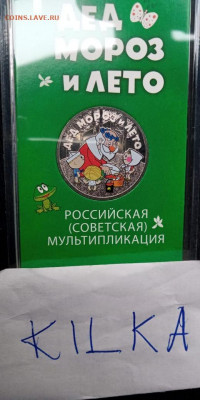 COINS.LAVE.RU
ДЕД
МОРОЗ
И ЛЕТО
ДЕД МОРОЗ И ЛЕТО
РОССИЙСКАЯ
(СОВЕТСКАЯ)
МУЛЬТИПЛИКАЦИЯ
KILKA